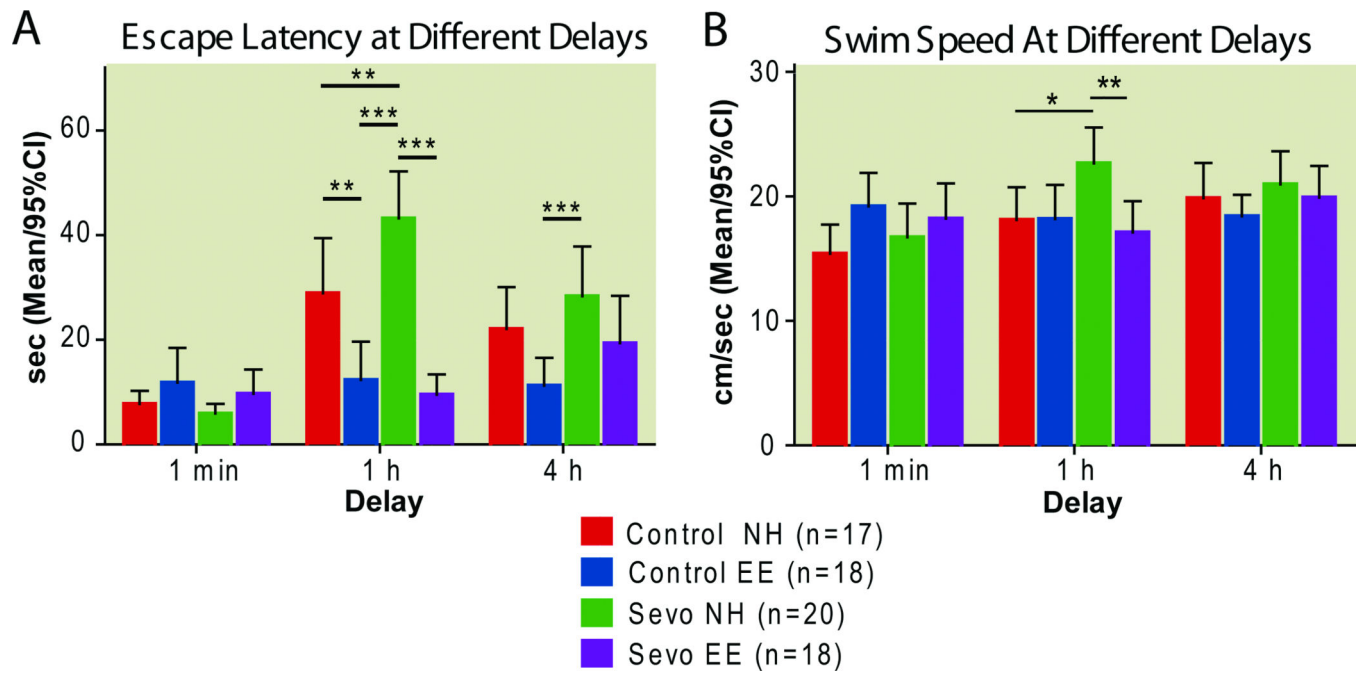 A Escape Latency at Different Delays
sec (Mean/95%CI)
60
40
20
0
** 
***
***
**
***
1 min 1 h 4 h
Delay
B Swim Speed At Different Delays
cm/sec (Mean/95%CI)
30
20
10
0
**
*
1 min 1 h 4 h
Delay
Control NH (n=17)
Control EE (n=18)
Sevo NH (n=20)
Sevo EE (n=18)